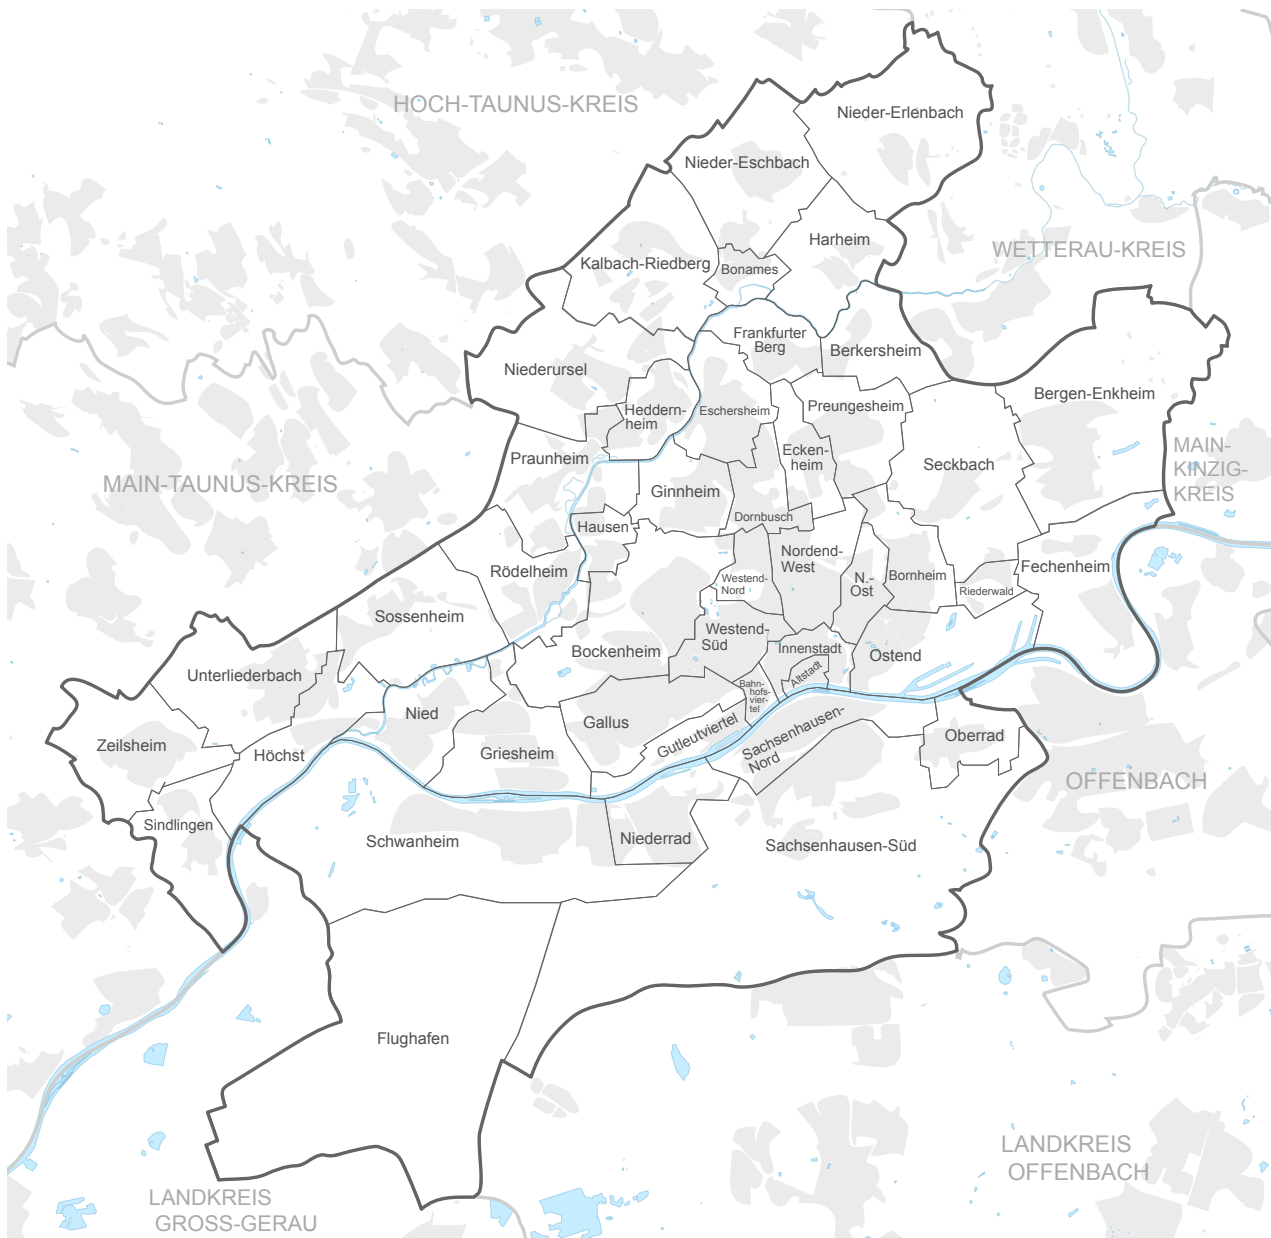 HOCH-TAUNUS-KREIS
Nieder-Erlenbach
Nieder-Eschbach
Harheim
WETTERAU-KREIS
Kalbach-Riedberg
Bonames
Frankfurter
Berg
Berkersheim
Niederursel
Bergen-Enkheim
Heddern-
heim
Eschersheim
Preungesheim
MAIN-
KINZIG-
KREIS
Praunheim
Ecken-
heim
Seckbach
MAIN-TAUNUS-KREIS
Ginnheim
Dornbusch
Hausen
Nordend-
West
Fechenheim
Rödelheim
Westend-
Nord
N.-
Ost
Bornheim
Riederwald
Sossenheim
Westend-
Süd
Innenstadt
Ostend
Bockenheim
Altstadt
Unterliederbach
Bahn-
hofs-
vier-
tel
Nied
Gallus
Gutleutviertel
Sachsenhausen-
Nord
Oberrad
Zeilsheim
Höchst
Griesheim
OFFENBACH
Sindlingen
Schwanheim
Niederrad
Sachsenhausen-Süd
Flughafen
LANDKREIS
OFFENBACH
LANDKREIS
GROSS-GERAU